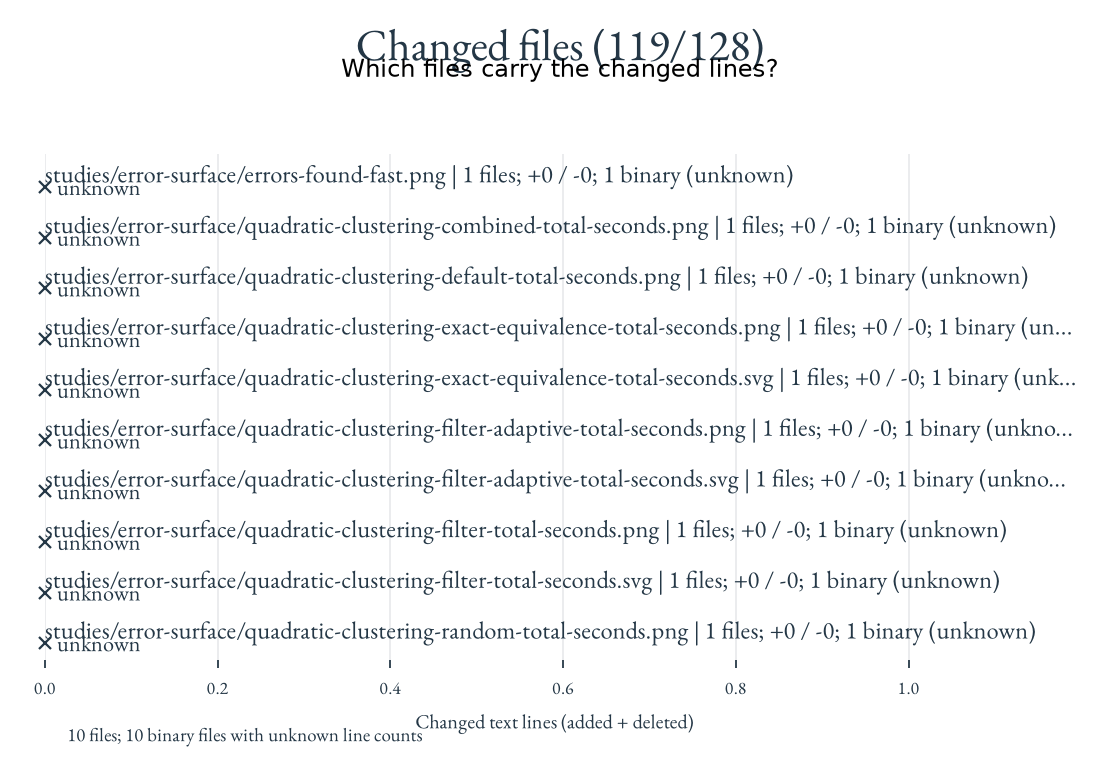 Changed files (119/128)
Which files carry the changed lines?
studies/error-surface/errors-found-fast.png | 1 files; +0 / -0; 1 binary (unknown)
unknown
studies/error-surface/quadratic-clustering-combined-total-seconds.png | 1 files; +0 / -0; 1 binary (unknown)
unknown
studies/error-surface/quadratic-clustering-default-total-seconds.png | 1 files; +0 / -0; 1 binary (unknown)
unknown
studies/error-surface/quadratic-clustering-exact-equivalence-total-seconds.png | 1 files; +0 / -0; 1 binary (un...
unknown
studies/error-surface/quadratic-clustering-exact-equivalence-total-seconds.svg | 1 files; +0 / -0; 1 binary (unk...
unknown
studies/error-surface/quadratic-clustering-filter-adaptive-total-seconds.png | 1 files; +0 / -0; 1 binary (unkno...
unknown
studies/error-surface/quadratic-clustering-filter-adaptive-total-seconds.svg | 1 files; +0 / -0; 1 binary (unkno...
unknown
studies/error-surface/quadratic-clustering-filter-total-seconds.png | 1 files; +0 / -0; 1 binary (unknown)
unknown
studies/error-surface/quadratic-clustering-filter-total-seconds.svg | 1 files; +0 / -0; 1 binary (unknown)
unknown
studies/error-surface/quadratic-clustering-random-total-seconds.png | 1 files; +0 / -0; 1 binary (unknown)
unknown
0.0 0.2 0.4 0.6 0.8 1.0
Changed text lines (added + deleted)
10 files; 10 binary files with unknown line counts